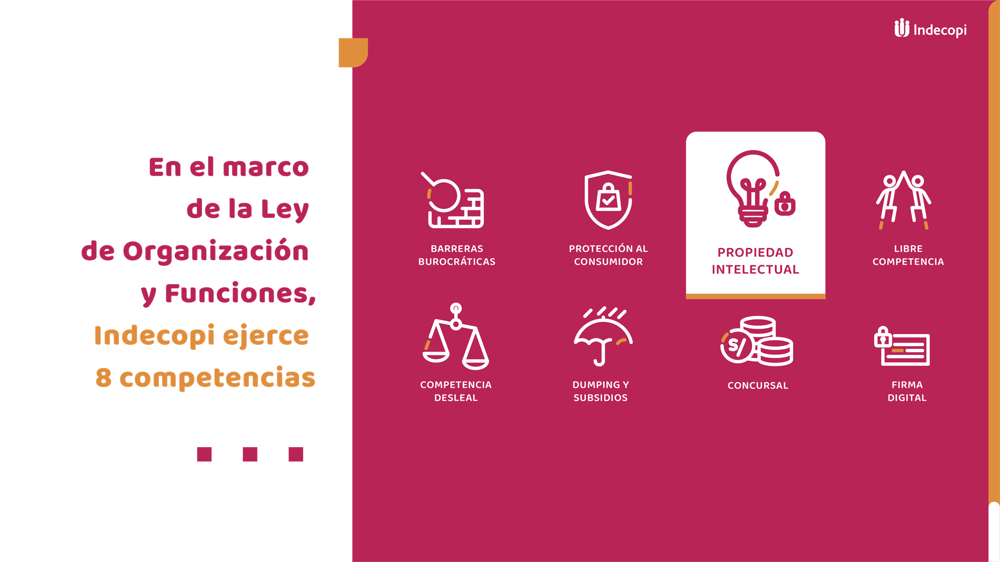 En el marco
de la Ley
de Organización
y Funciones,
Indecopi ejerce
8 competencias
Indecopi
BARRERAS
BUROCRÁTICAS
PROTECCIÓN AL
CONSUMIDOR
PROPIEDAD
INTELECTUAL
LIBRE
COMPETENCIA
COMPETENCIA
DESLEAL
DUMPING Y
SUBSIDIOS
S/
CONCURSAL
FIRMA
DIGITAL